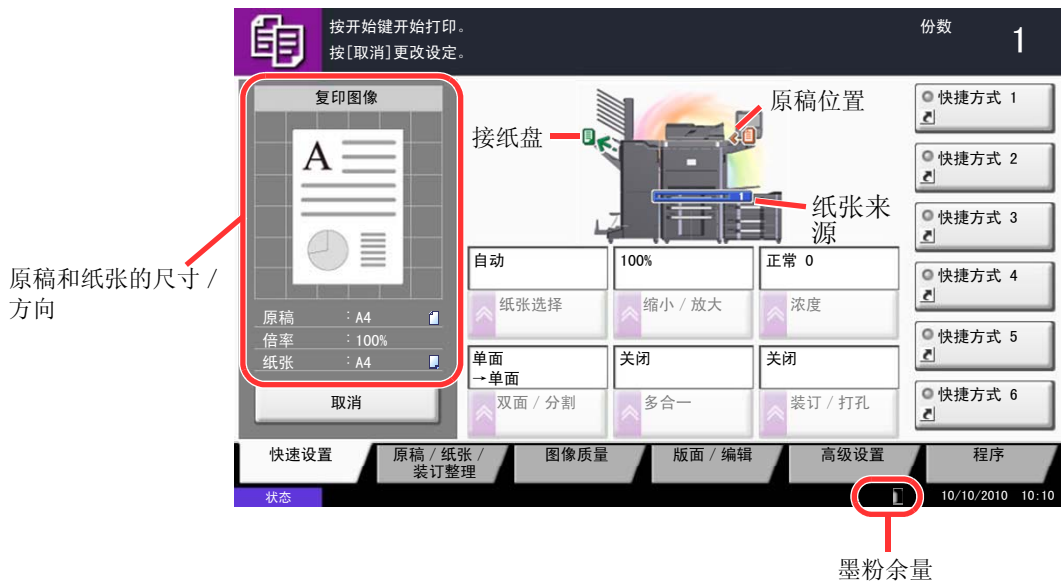 按开始键开始打印。
按[取消]更改设定。
份数
1
复印图像
A
原稿 : A4
倍率 : 100%
纸张 : A4
取消
原稿和纸张的尺寸 /
方向
接纸盘
原稿位置
1
纸张来
源
自动
纸张选择
100%
缩小 / 放大
正常 0
浓度
单面
→单面
双面 / 分割
关闭
多合一
关闭
装订 / 打孔
快捷方式 1
快捷方式 2
快捷方式 3
快捷方式 4
快捷方式 5
快捷方式 6
快速设置
原稿 / 纸张 /
装订整理
图像质量
版面 / 编辑
高级设置
程序
状态
10/10/2010 10:10
墨粉余量